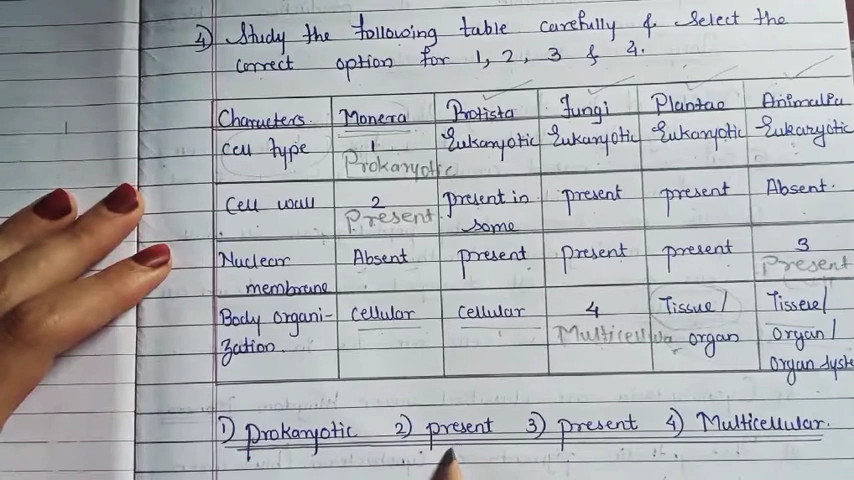 4) Study the following table carefully & Select the
correct option for 1, 2, 3 & 4.
Characters. Monera Protista Fungi Plantae Animalia
Cell type 1 Eukaryotic Eukaryotic Eukaryotic Eukaryotic
Prokaryotic
Cell wall 2 present in present present Absent.
Present some
Nuclear Absent present present present 3
membrane Present
Body organi- cellular cellular 4 Tissue/ Tissue/
zation. Multicellular organ organ/
organ syste
1) Prokaryotic 2) present 3) present 4) Multicellular.